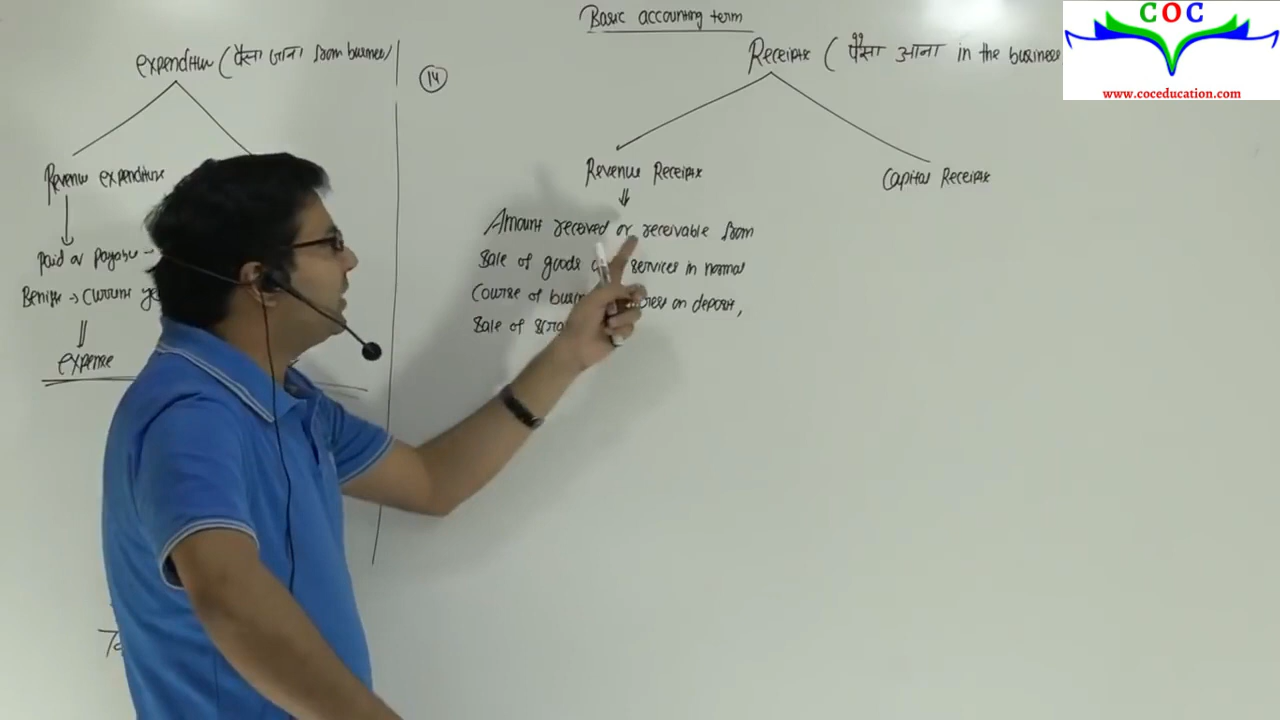 Basic accounting term
COC
www.coceducation.com
Expenditure (पैसा जाना from business)
Revenue expenditure
Paid or payable
Benefit → Current
Expense
14
Receipts (पैसा आना in the business
Revenue Receipts
Amount received or receivable from
Sale of goods services in normal
Course of on deposit,
Sale of
Capital Receipts